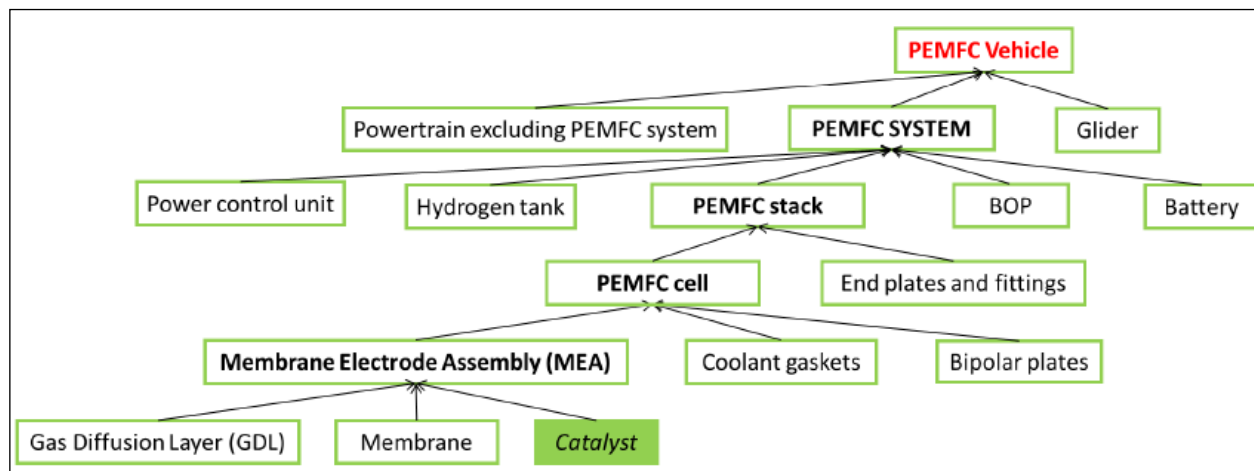 PEMFC Vehicle
Powertrain excluding PEMFC system
PEMFC SYSTEM
Glider
Power control unit
Hydrogen tank
PEMFC stack
BOP
Battery
PEMFC cell
End plates and fittings
Membrane Electrode Assembly (MEA)
Coolant gaskets
Bipolar plates
Gas Diffusion Layer (GDL)
Membrane
Catalyst